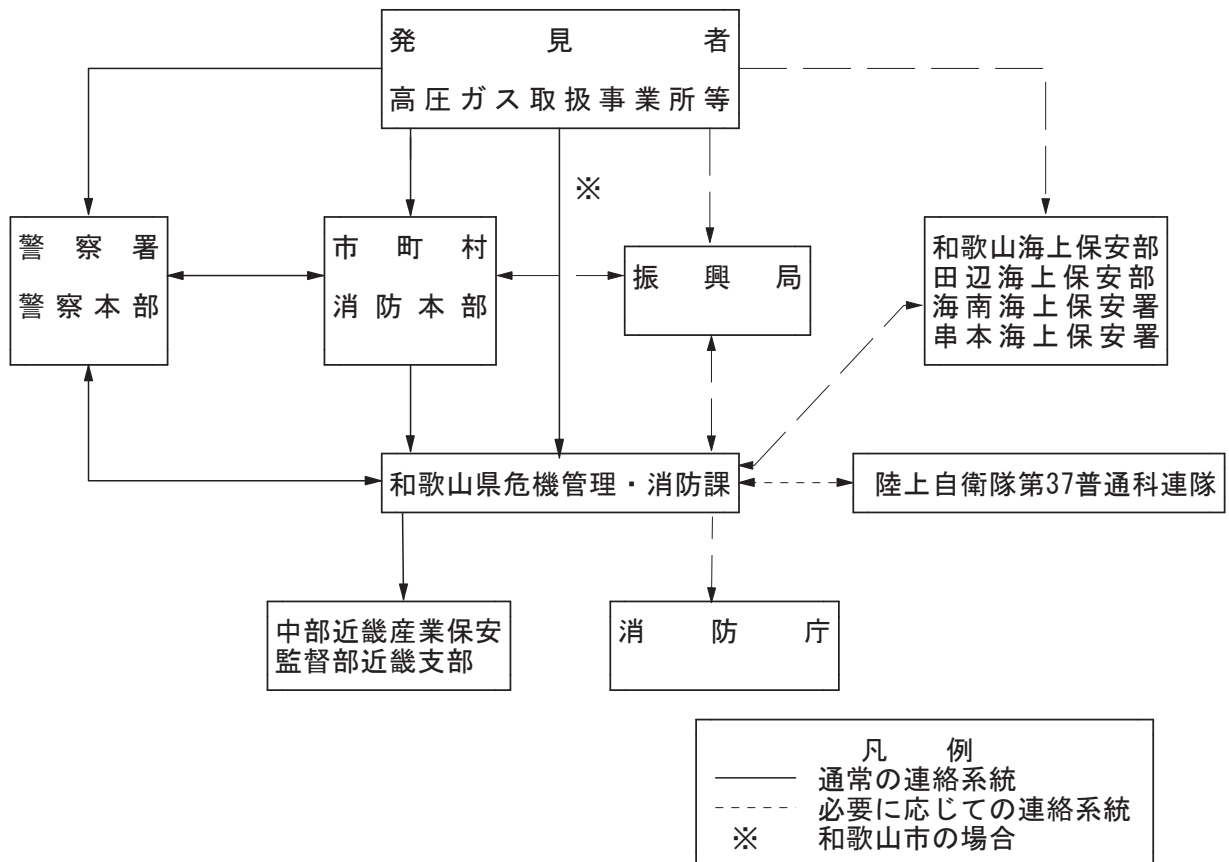 発見者
高圧ガス取扱事業所等
※
警察署
警察本部
市町村
消防本部
振興局
和歌山海上保安部
田辺海上保安部
海南海上保安署
串本海上保安署
和歌山県危機管理・消防課
陸上自衛隊第37普通科連隊
中部近畿産業保安
監督部近畿支部
消防庁
凡例
通常の連絡系統
必要に応じての連絡系統
※ 和歌山市の場合